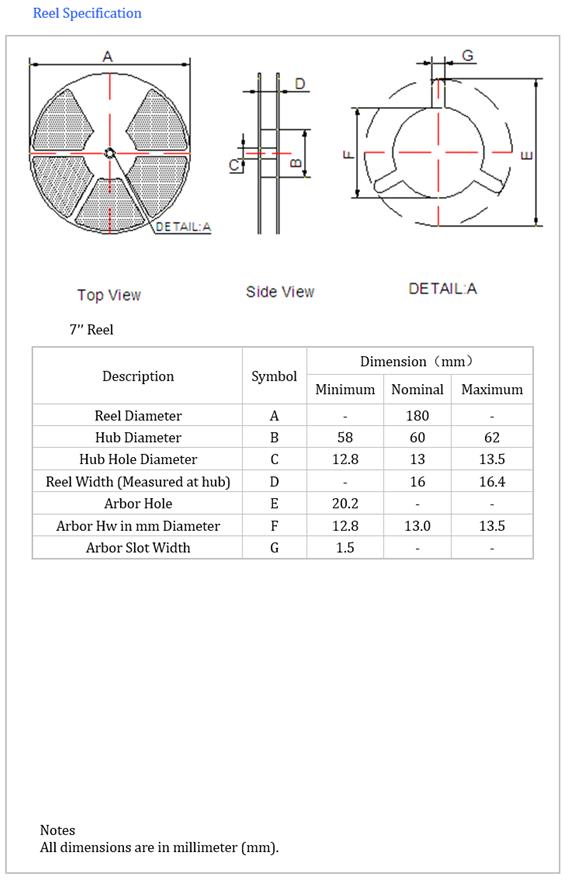 Reel Specification
A
D
C
B
DETAIL:A
G
F
E
Top View
Side View
DETAIL:A
7’’ Reel
Description Symbol Dimension（mm）
Minimum Nominal Maximum
Reel Diameter A - 180 -
Hub Diameter B 58 60 62
Hub Hole Diameter C 12.8 13 13.5
Reel Width (Measured at hub) D - 16 16.4
Arbor Hole E 20.2 - -
Arbor Hw in mm Diameter F 12.8 13.0 13.5
Arbor Slot Width G 1.5 - -
Notes
All dimensions are in millimeter (mm).